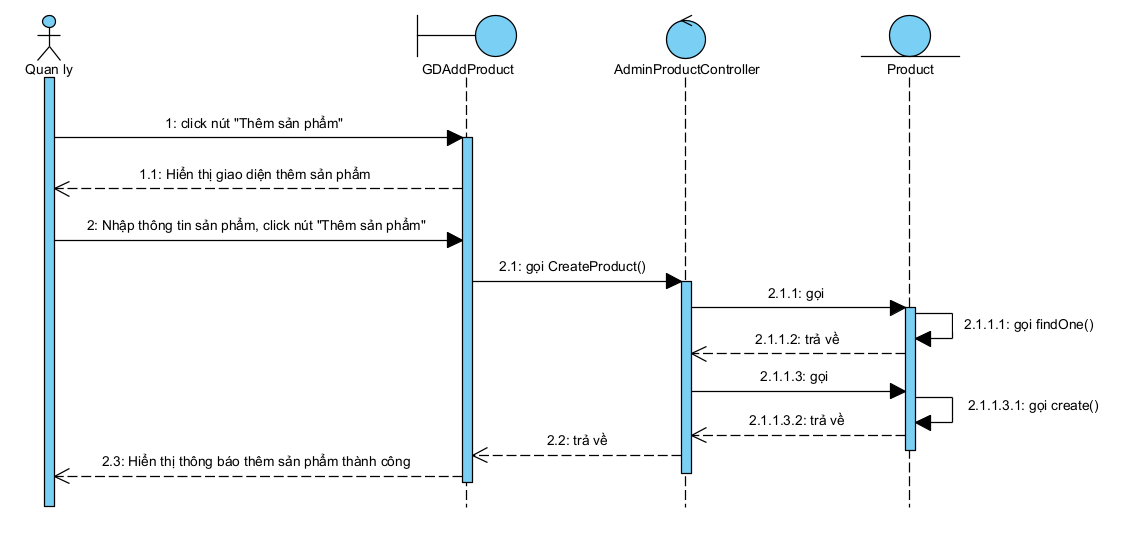 Quan ly
GDAddProduct
AdminProductController
Product
1: click nút "Thêm sản phẩm"
1.1: Hiển thị giao diện thêm sản phẩm
2: Nhập thông tin sản phẩm, click nút "Thêm sản phẩm"
2.1: gọi CreateProduct()
2.1.1: gọi
2.1.1.1: gọi findOne()
2.1.1.2: trả về
2.1.1.3: gọi
2.1.1.3.1: gọi create()
2.1.1.3.2: trả về
2.2: trả về
2.3: Hiển thị thông báo thêm sản phẩm thành công